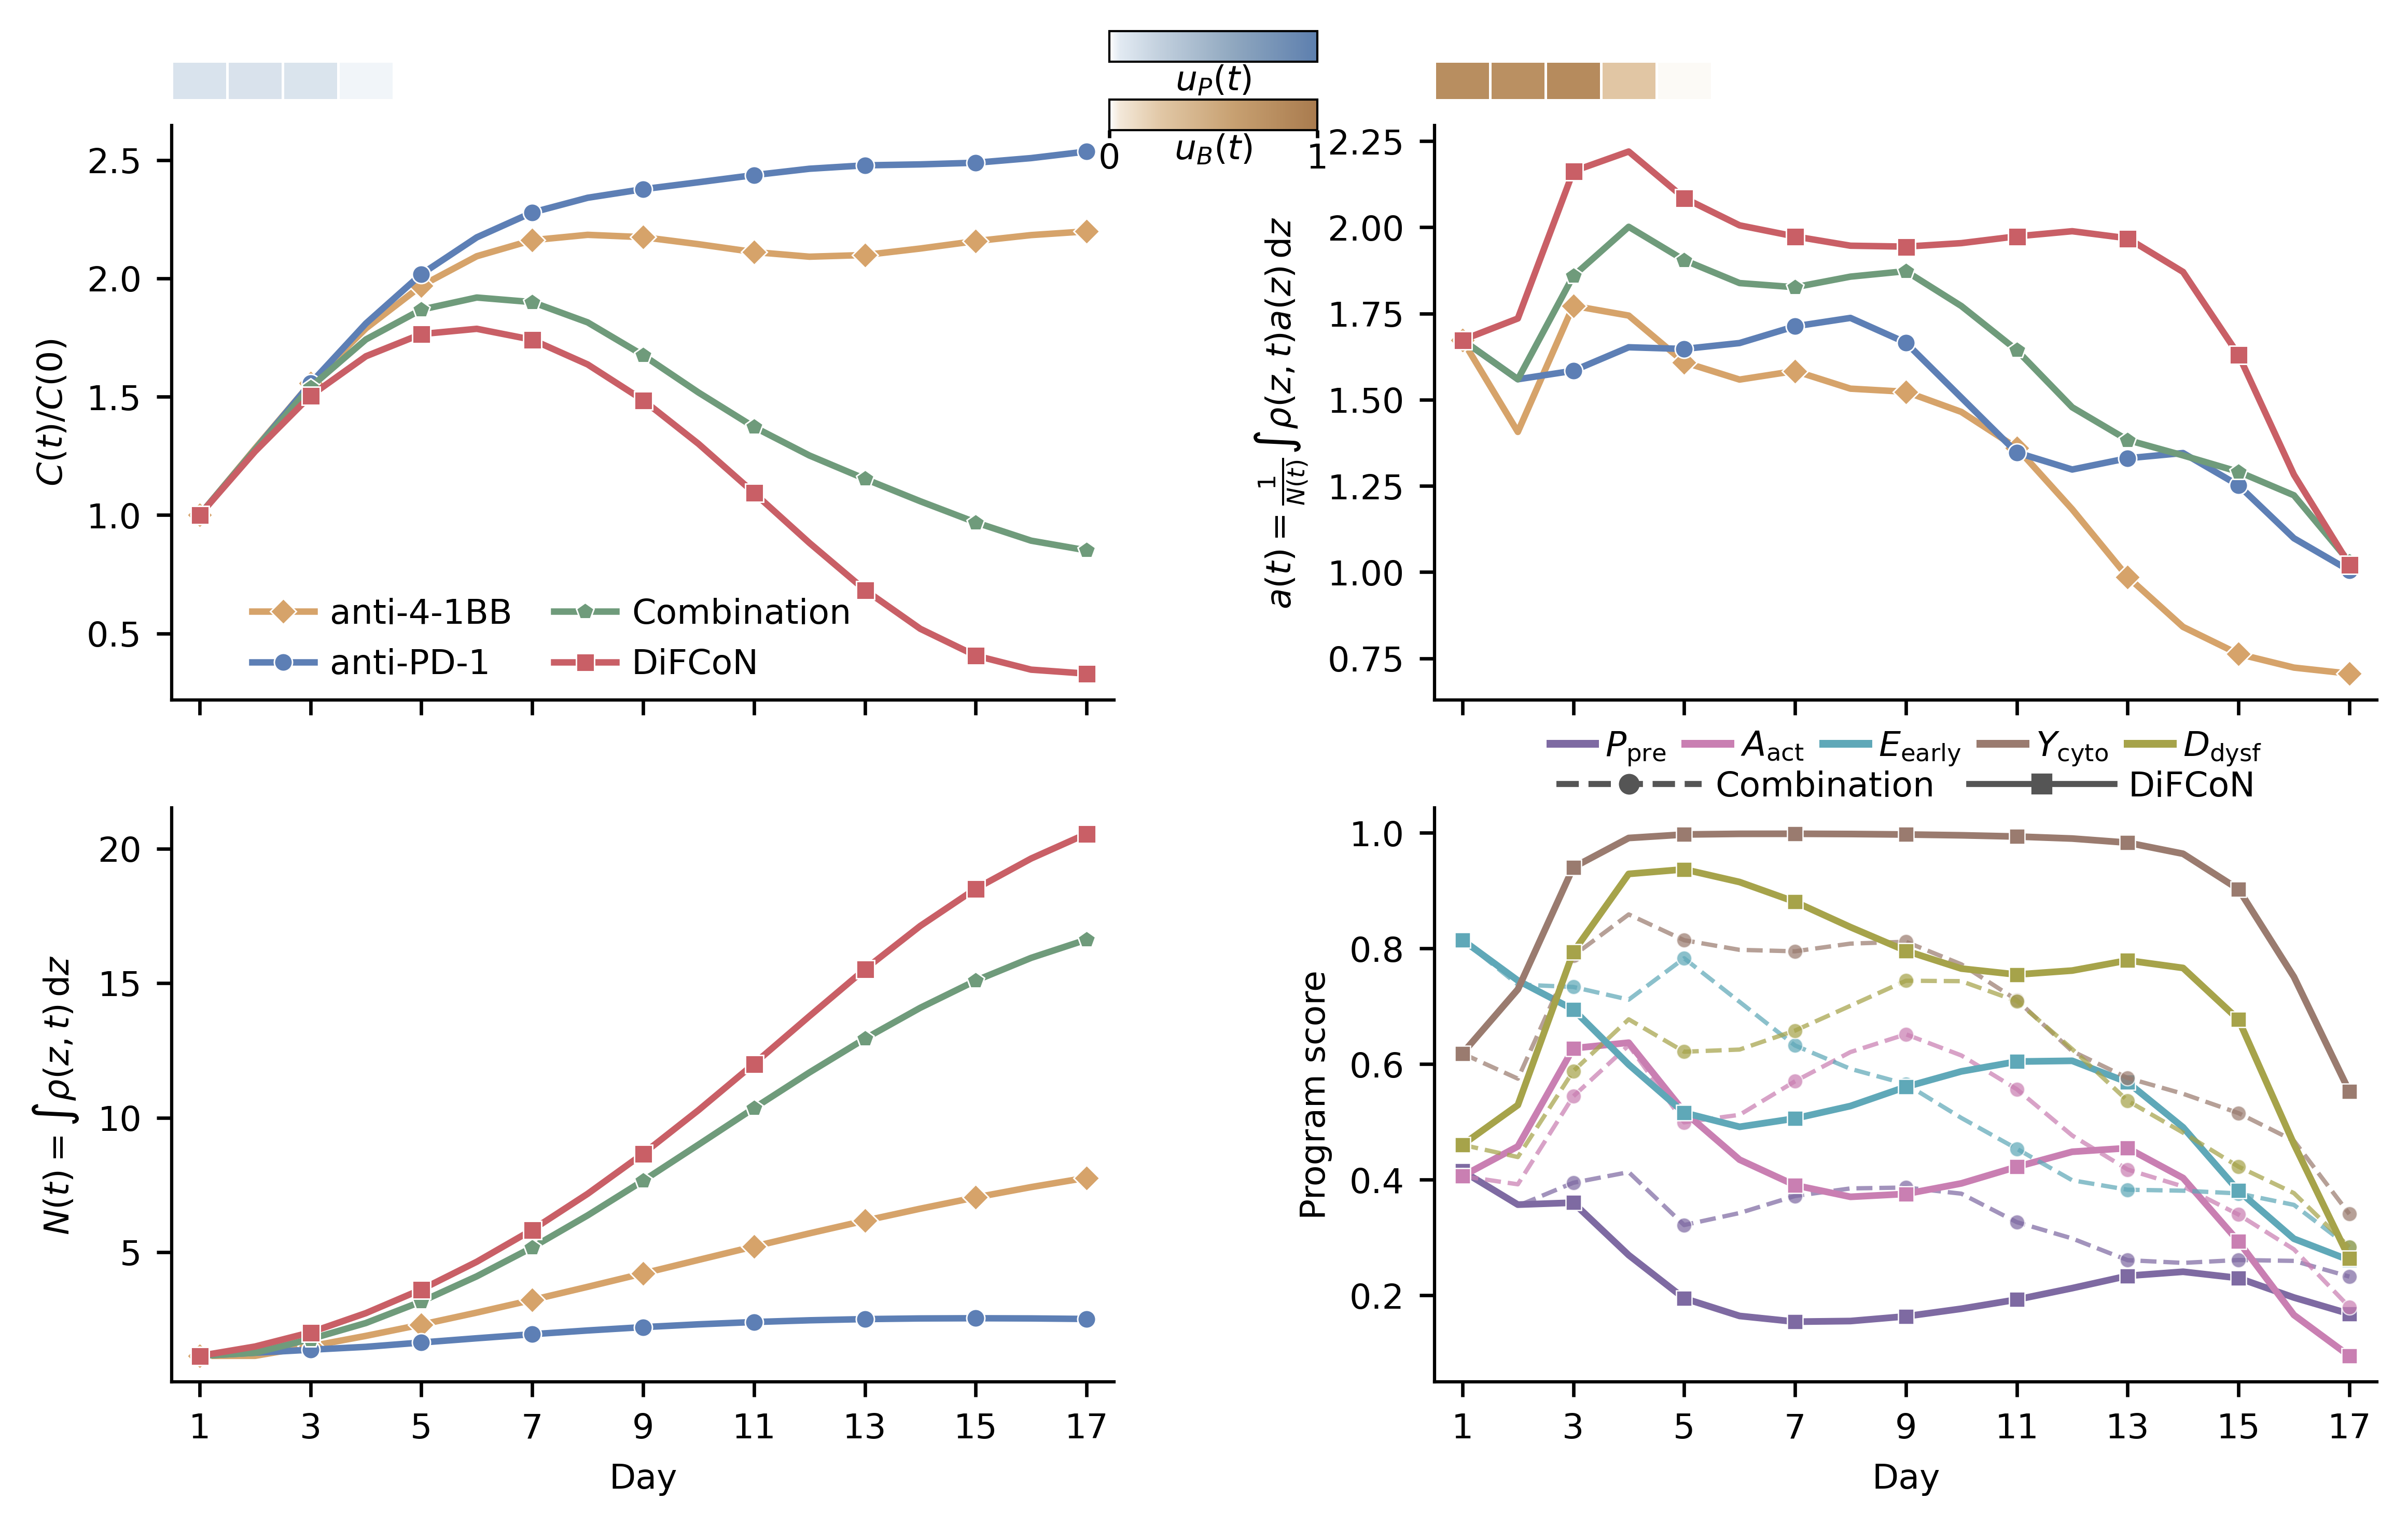 u_P(t)
u_B(t)
0 1
2.5
2.0
1.5
1.0
0.5
C(t)/C(0)
anti-4-1BB
Combination
anti-PD-1
DiFCoN
2.25
2.00
1.75
1.50
1.25
1.00
0.75
a(t) = 1/N(t) ∫ρ(z, t)a(z) dz
20
15
10
5
N(t) = ∫ρ(z, t) dz
1 3 5 7 9 11 13 15 17
Day
P_pre A_act E_early Y_cyto D_dysf
Combination DiFCoN
1.0
0.8
0.6
0.4
0.2
Program score
1 3 5 7 9 11 13 15 17
Day